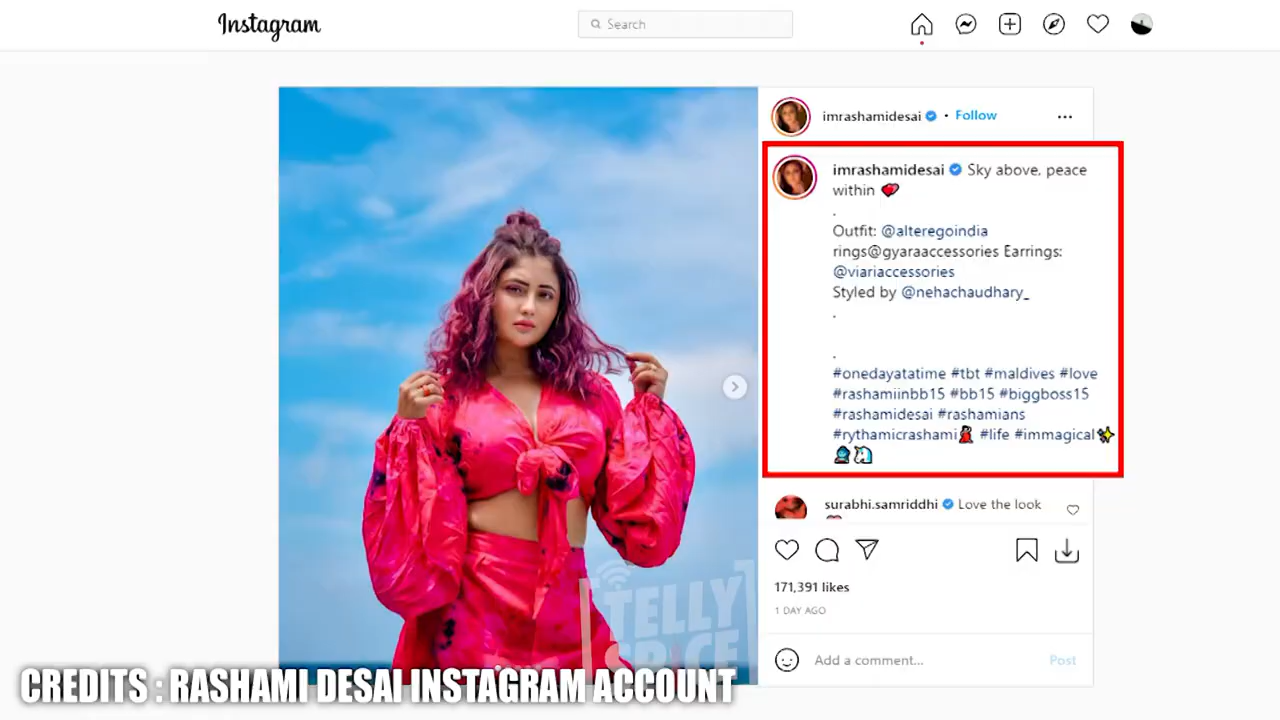 Instagram
Search
imrashamidesai • Follow
imrashamidesai Sky above, peace
within
.
Outfit: @alteregoindia
rings@gyaraaccessories Earrings:
@viariaccessories
Styled by @nehachaudhary_
.
.
#onedayatatime #tbt #maldives #love
#rashamiinbb15 #bb15 #biggboss15
#rashamidesai #rashamians
#rythamicrashami #life #immagical
surabhi.samriddhi Love the look
171,391 likes
1 DAY AGO
Add a comment... Post
TELLY
SPICE
CREDITS : RASHAMI DESAI INSTAGRAM ACCOUNT